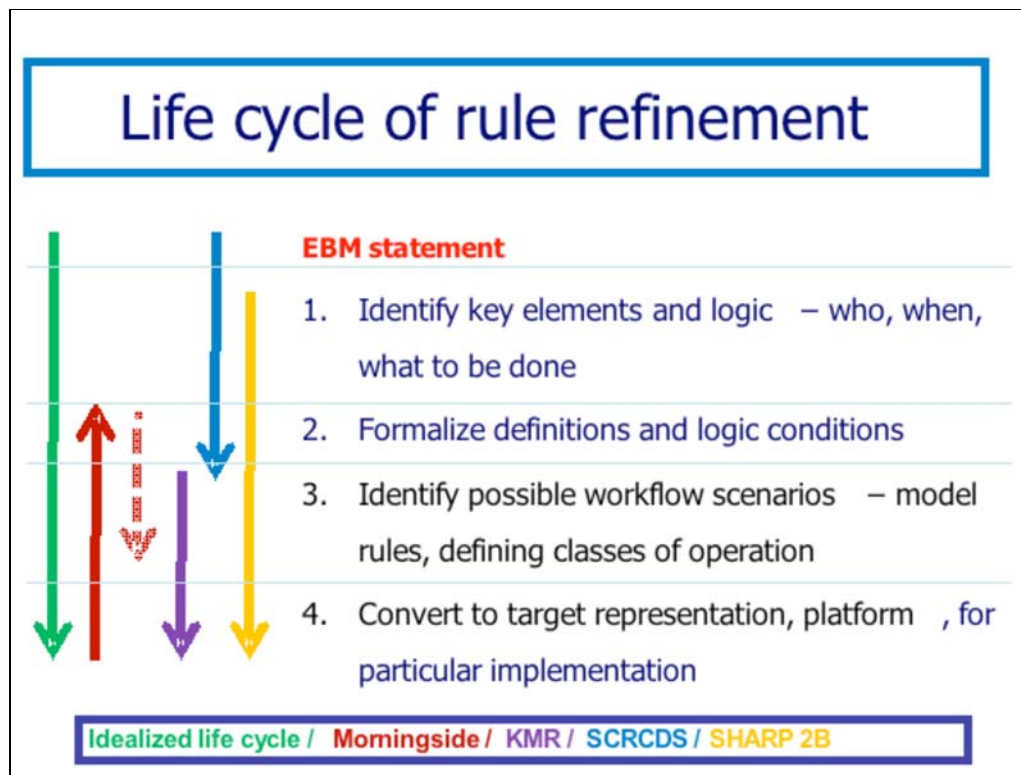 Life cycle of rule refinement
EBM statement
1. Identify key elements and logic – who, when,
what to be done
2. Formalize definitions and logic conditions
3. Identify possible workflow scenarios – model
rules, defining classes of operation
4. Convert to target representation, platform , for
particular implementation
Idealized life cycle / Morningside / KMR / SCRCDS / SHARP 2B